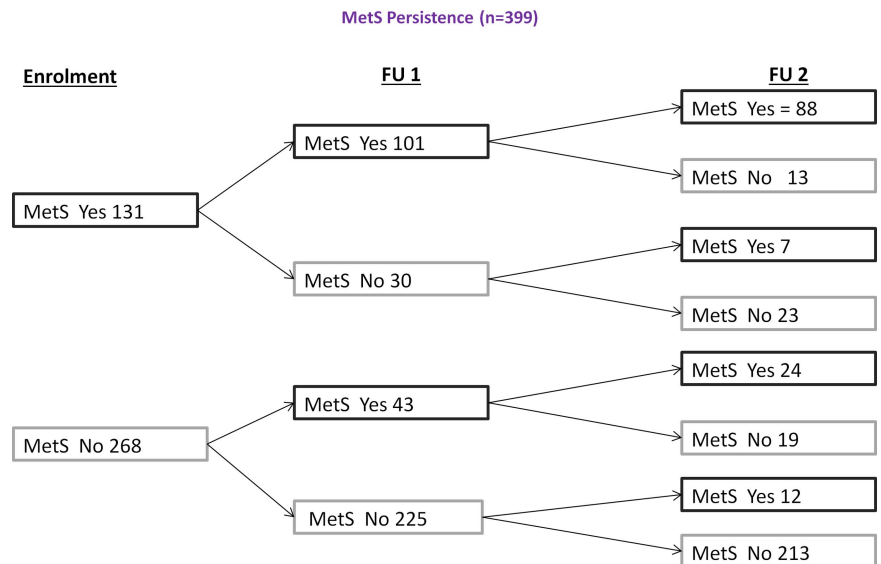 MetS Persistence (n=399)
Enrolment
FU 1
FU 2
MetS Yes = 88
MetS Yes 101
MetS No 13
MetS Yes 131
MetS Yes 7
MetS No 30
MetS No 23
MetS Yes 24
MetS Yes 43
MetS No 19
MetS No 268
MetS Yes 12
MetS No 225
MetS No 213